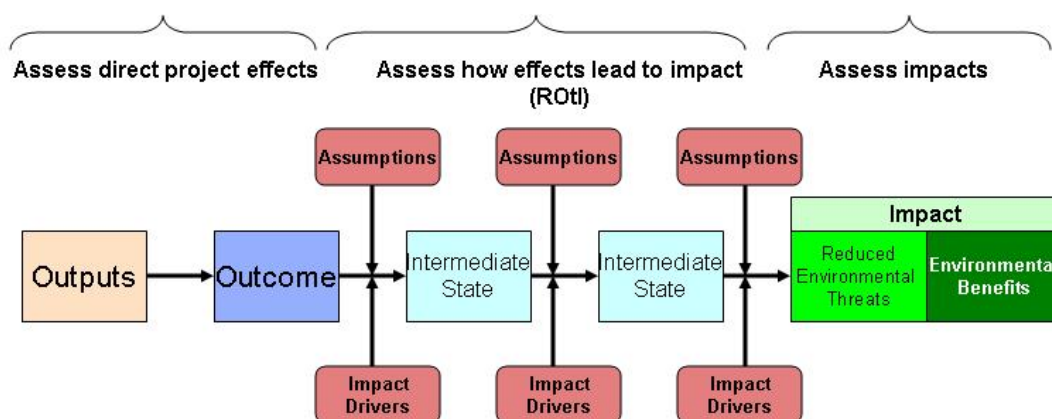 Assess direct project effects
Assess how effects lead to impact
(ROtI)
Assess impacts
Assumptions
Assumptions
Assumptions
Outputs
Outcome
Intermediate
State
Intermediate
State
Impact
Reduced
Environmental
Threats
Environmenta
Benefits
Impact
Drivers
Impact
Drivers
Impact
Drivers